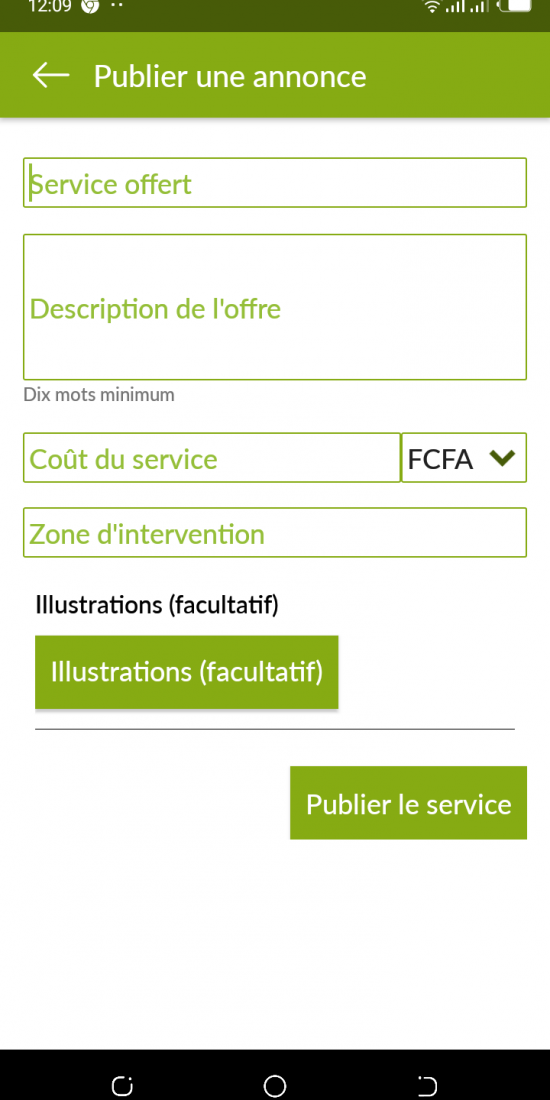 12:09
Publier une annonce
Service offert
Description de l'offre
Dix mots minimum
Coût du service
FCFA
Zone d'intervention
Illustrations (facultatif)
Illustrations (facultatif)
Publier le service